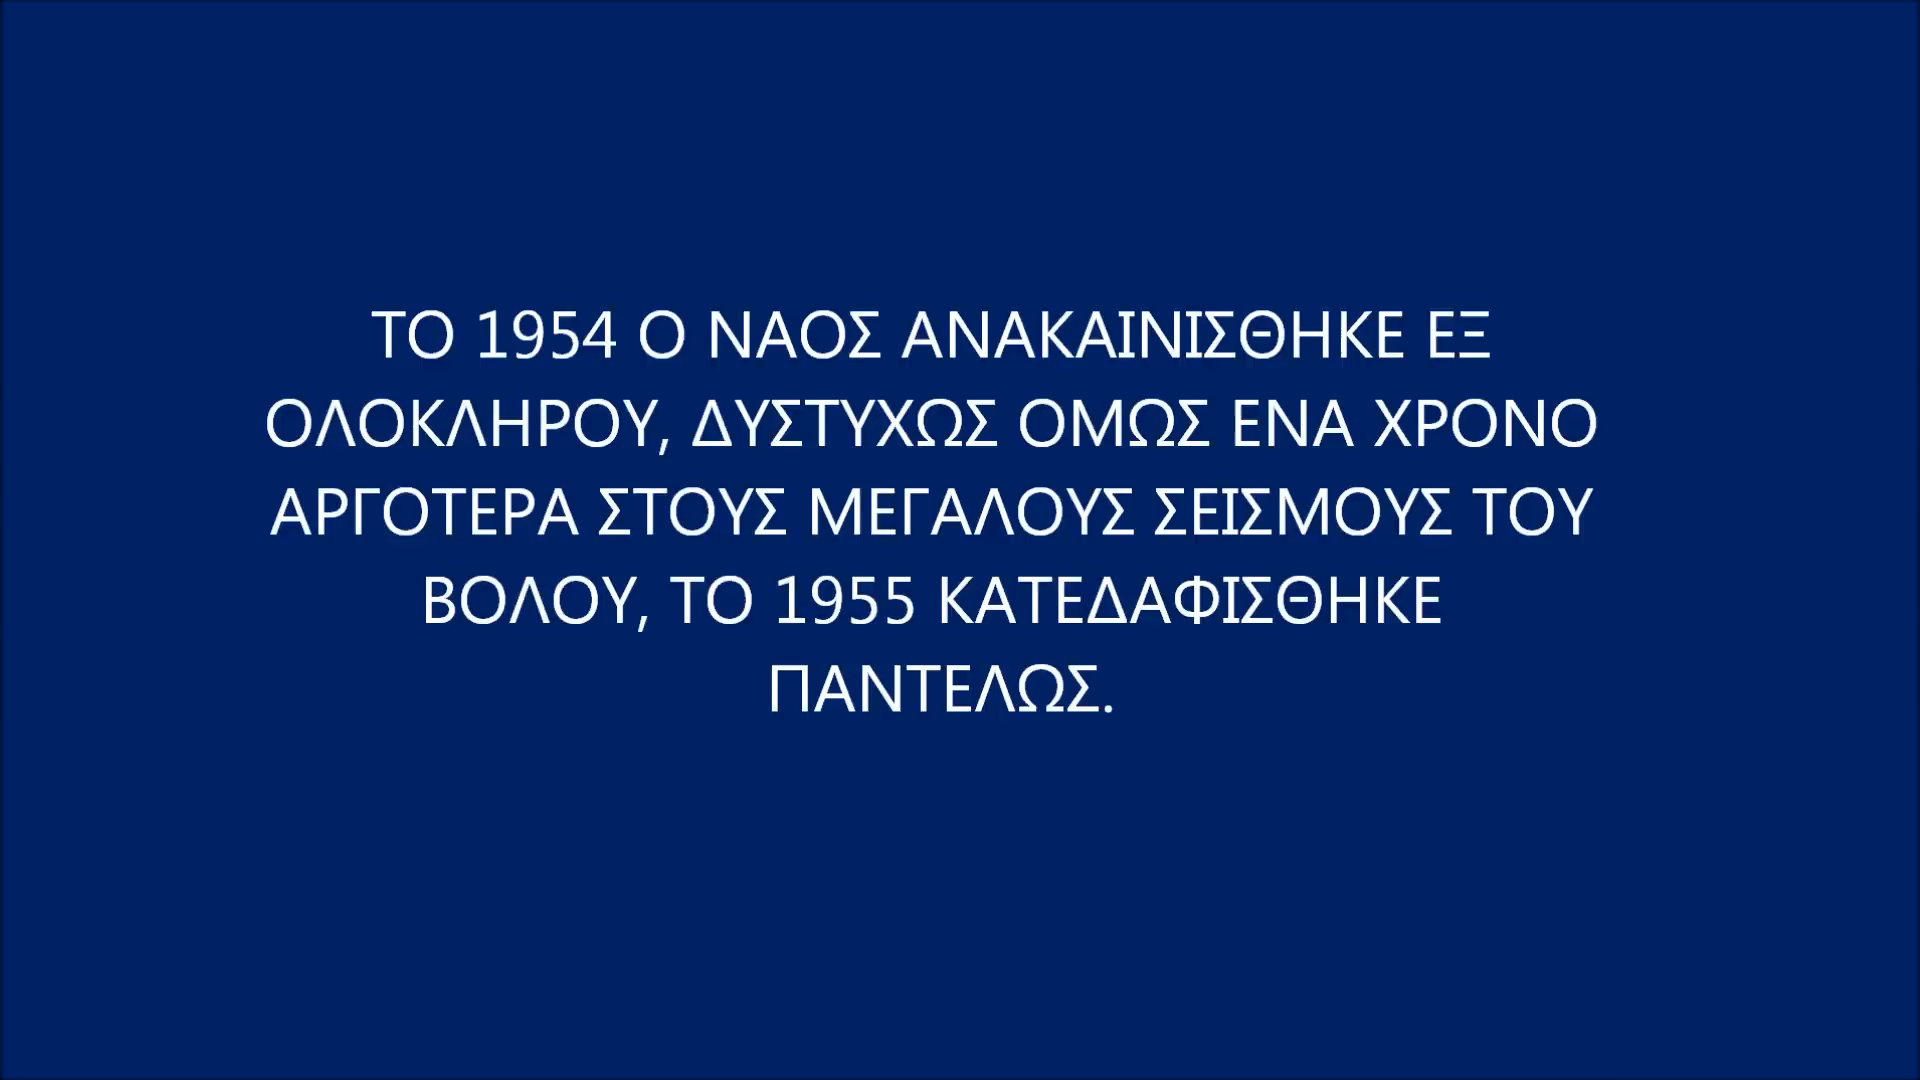 ΤΟ 1954 Ο ΝΑΟΣ ΑΝΑΚΑΙΝΙΣΘΗΚΕ ΕΞ
ΟΛΟΚΛΗΡΟΥ, ΔΥΣΤΥΧΩΣ ΟΜΩΣ ΕΝΑ ΧΡΟΝΟ
ΑΡΓΟΤΕΡΑ ΣΤΟΥΣ ΜΕΓΑΛΟΥΣ ΣΕΙΣΜΟΥΣ ΤΟΥ
ΒΟΛΟΥ, ΤΟ 1955 ΚΑΤΕΔΑΦΙΣΘΗΚΕ
ΠΑΝΤΕΛΩΣ.